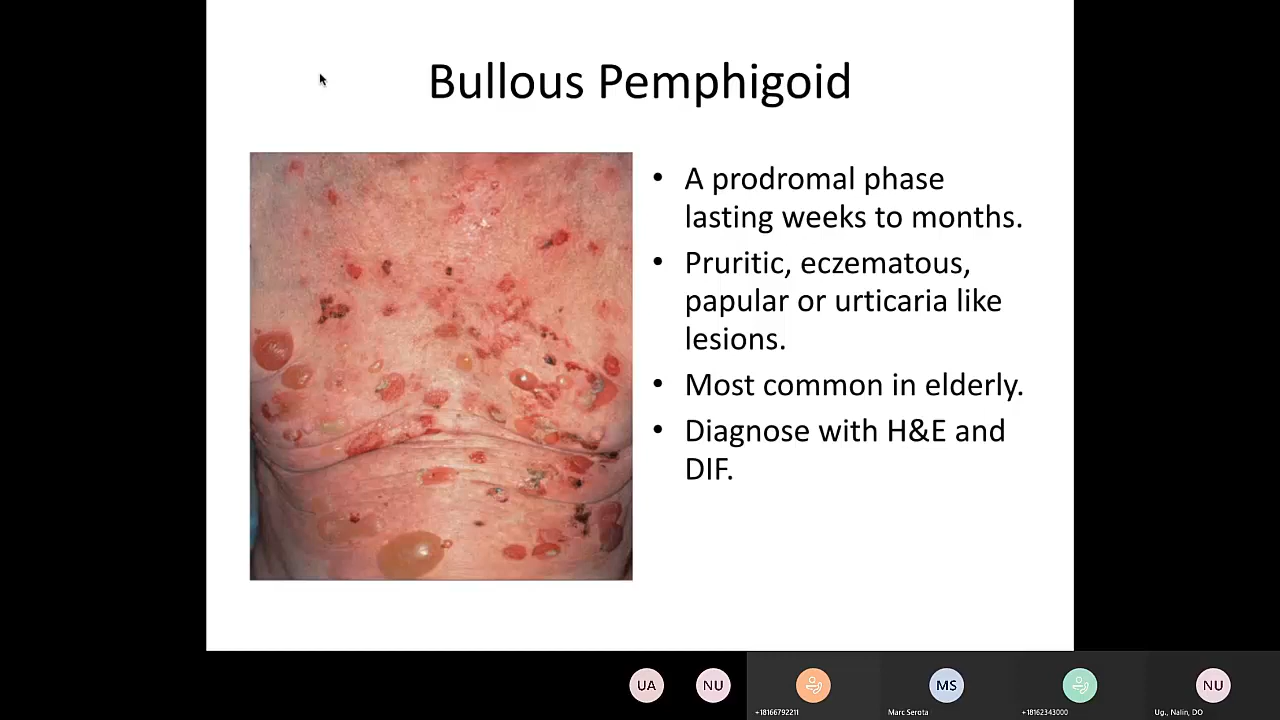 Bullous Pemphigoid
• A prodromal phase
lasting weeks to months.
• Pruritic, eczematous,
papular or urticaria like
lesions.
• Most common in elderly.
• Diagnose with H&E and
DIF.
UA
NU
MS
NU
+18166792211
Marc Serota
+18162343000
Ug., Nalin, DO